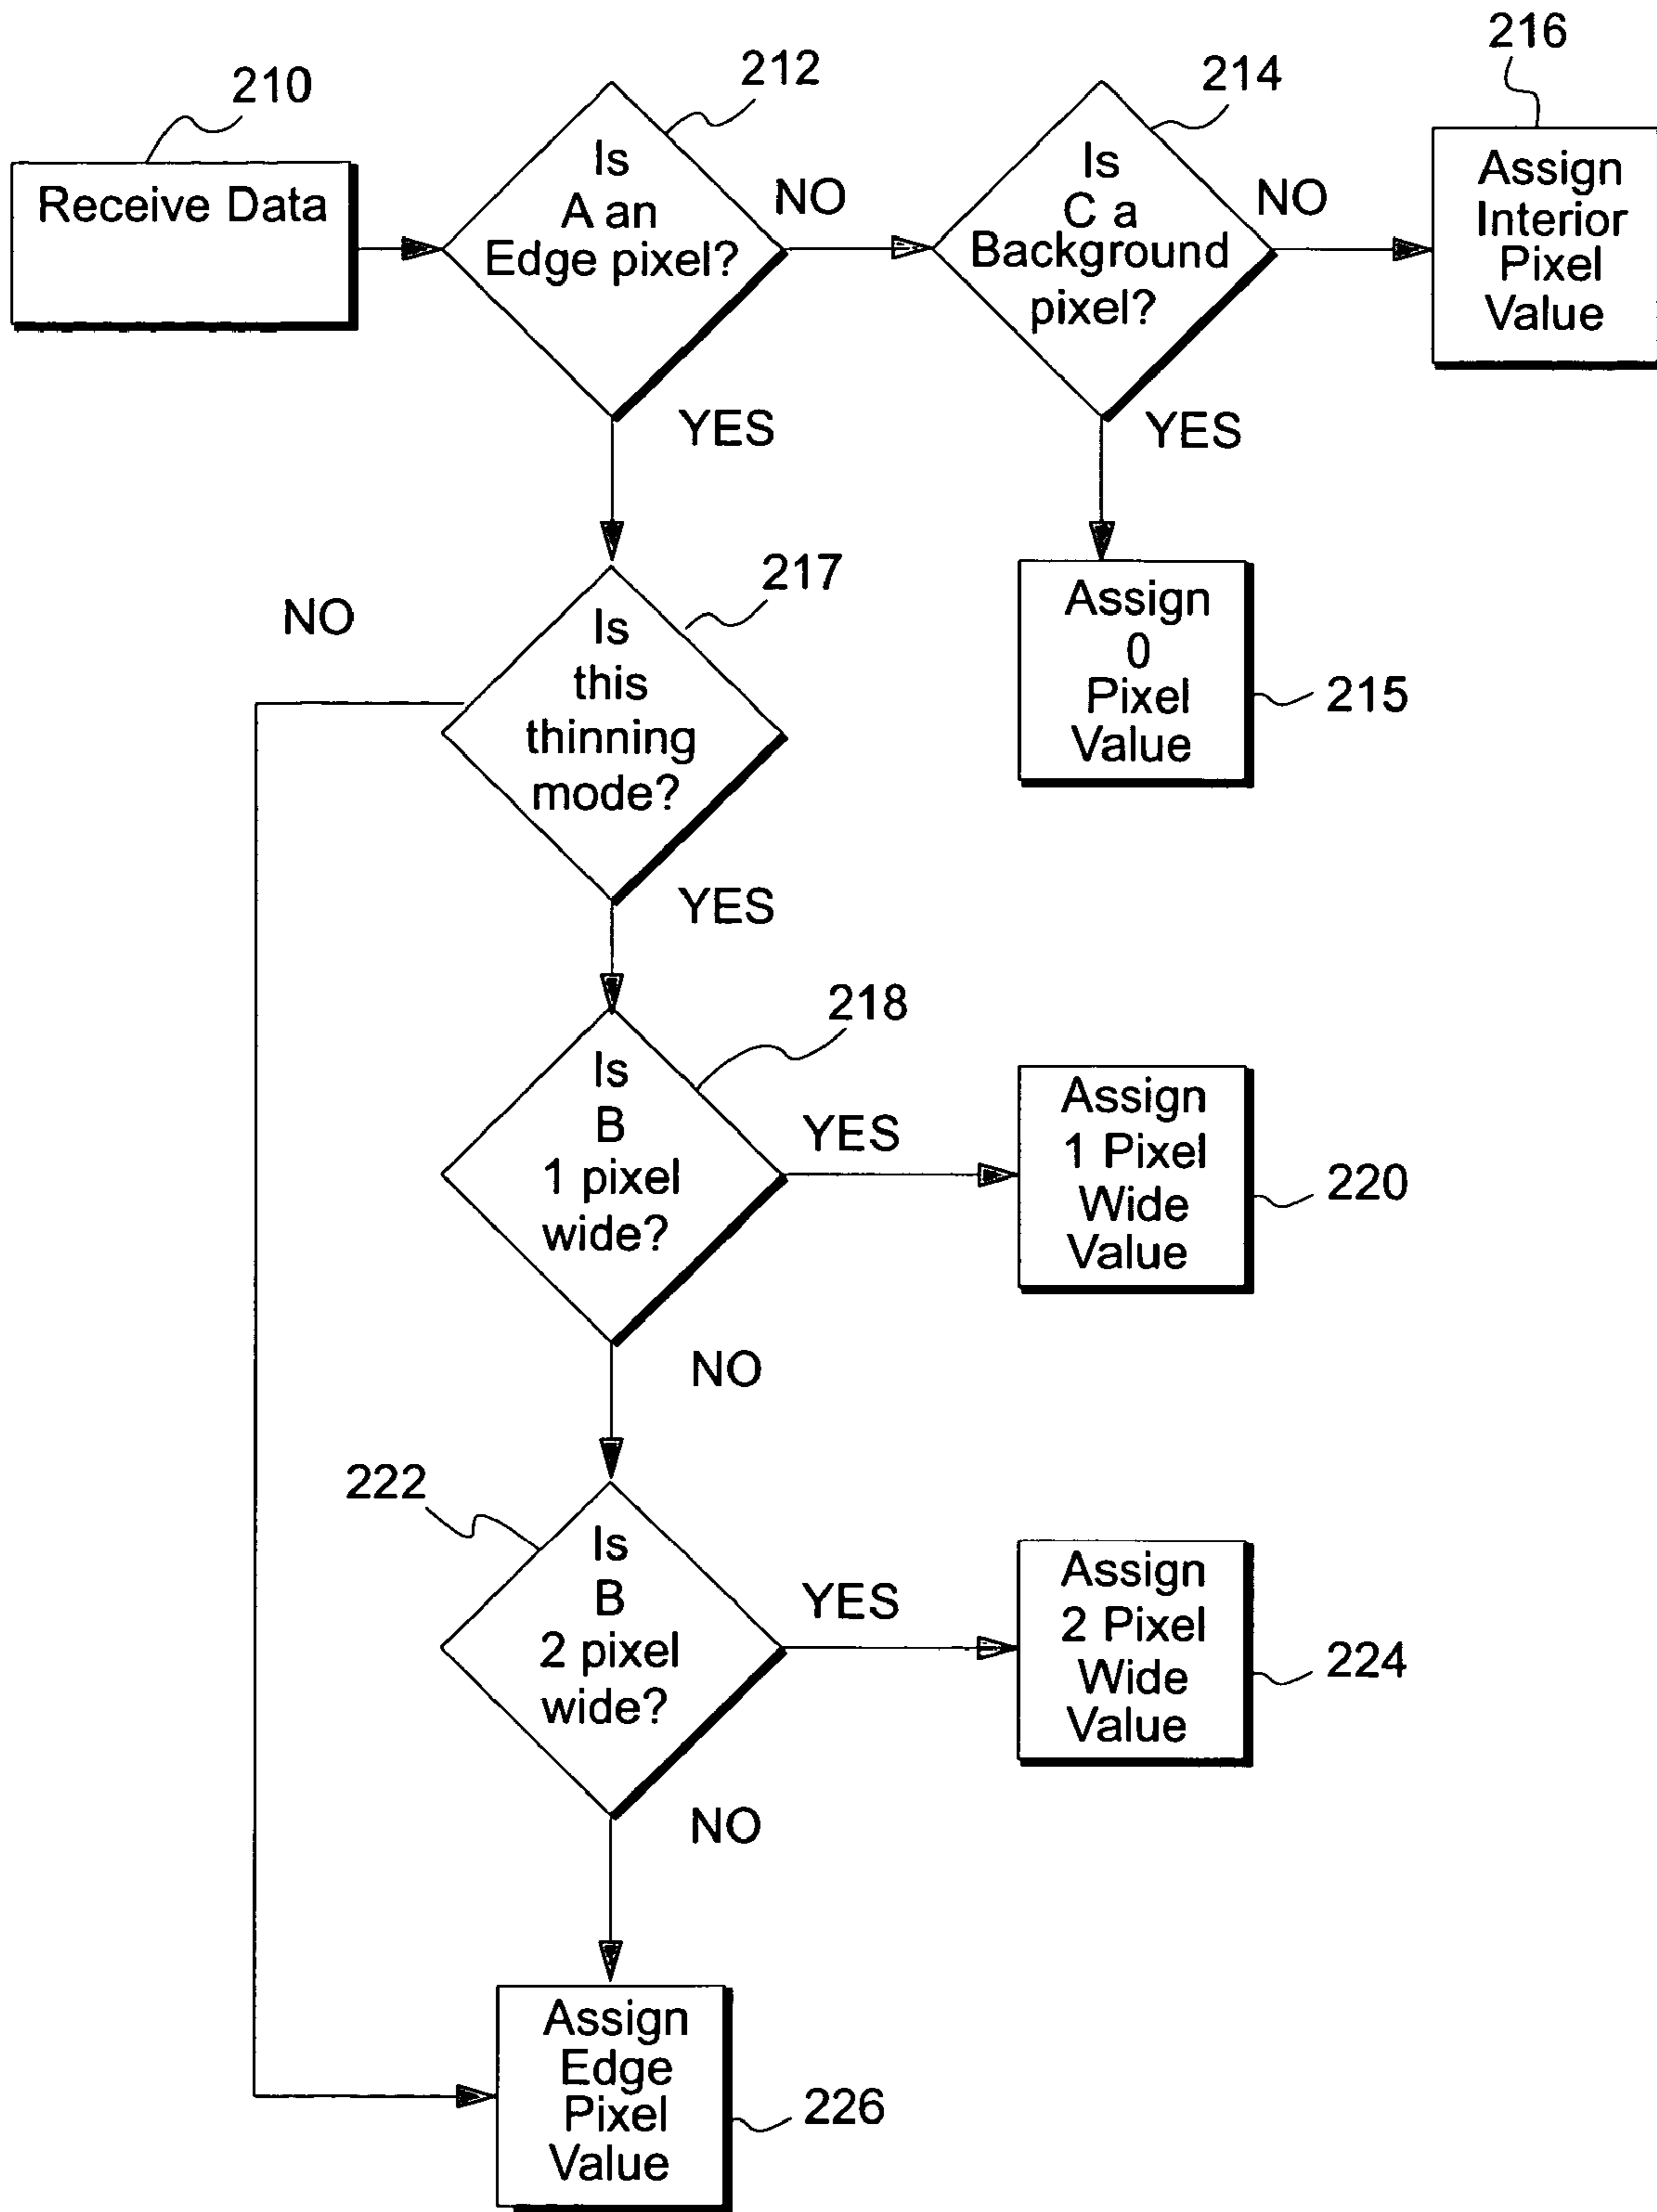 210
Receive Data
212
Is
A an
Edge pixel?
NO
214
Is
C a
Background
pixel?
NO
216
Assign
Interior
Pixel
Value
YES
YES
Assign
0
Pixel
Value
215
217
Is
this
thinning
mode?
NO
YES
218
Is
B
1 pixel
wide?
YES
Assign
1 Pixel
Wide
Value
220
NO
222
Is
B
2 pixel
wide?
YES
Assign
2 Pixel
Wide
Value
224
NO
Assign
Edge
Pixel
Value
226